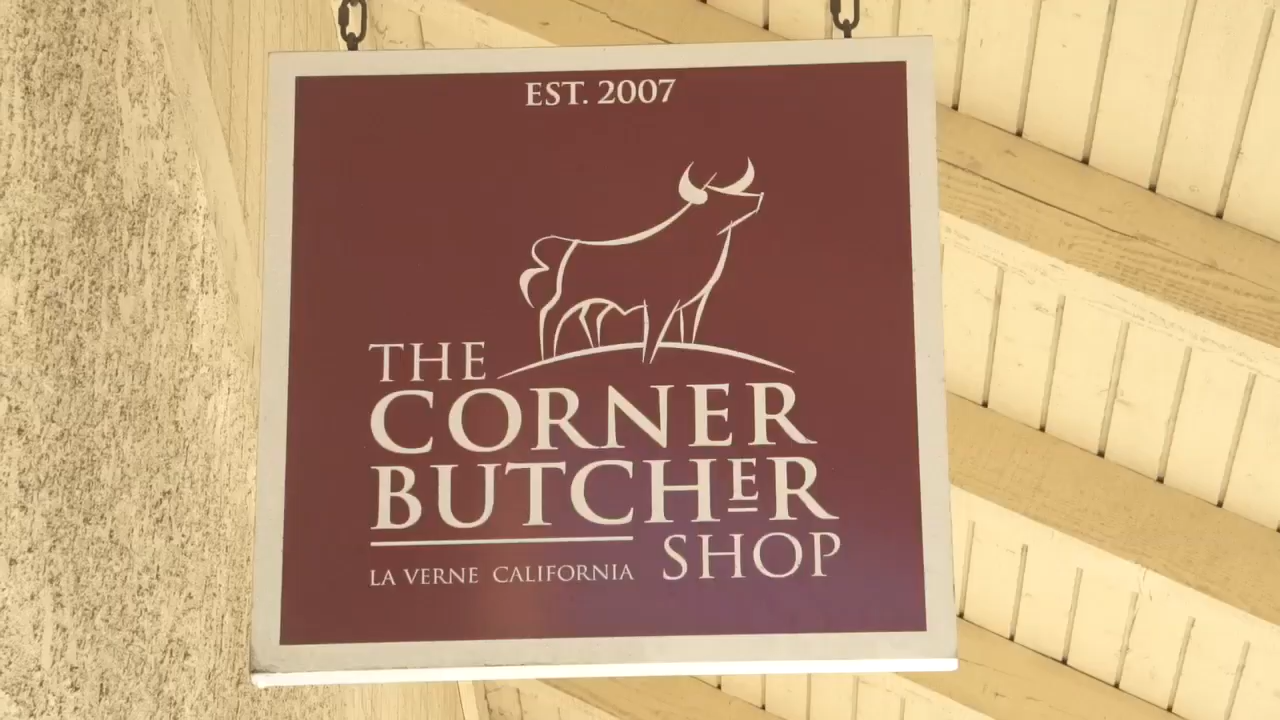 EST. 2007
THE
CORNER
BUTCHER
SHOP
LA VERNE CALIFORNIA